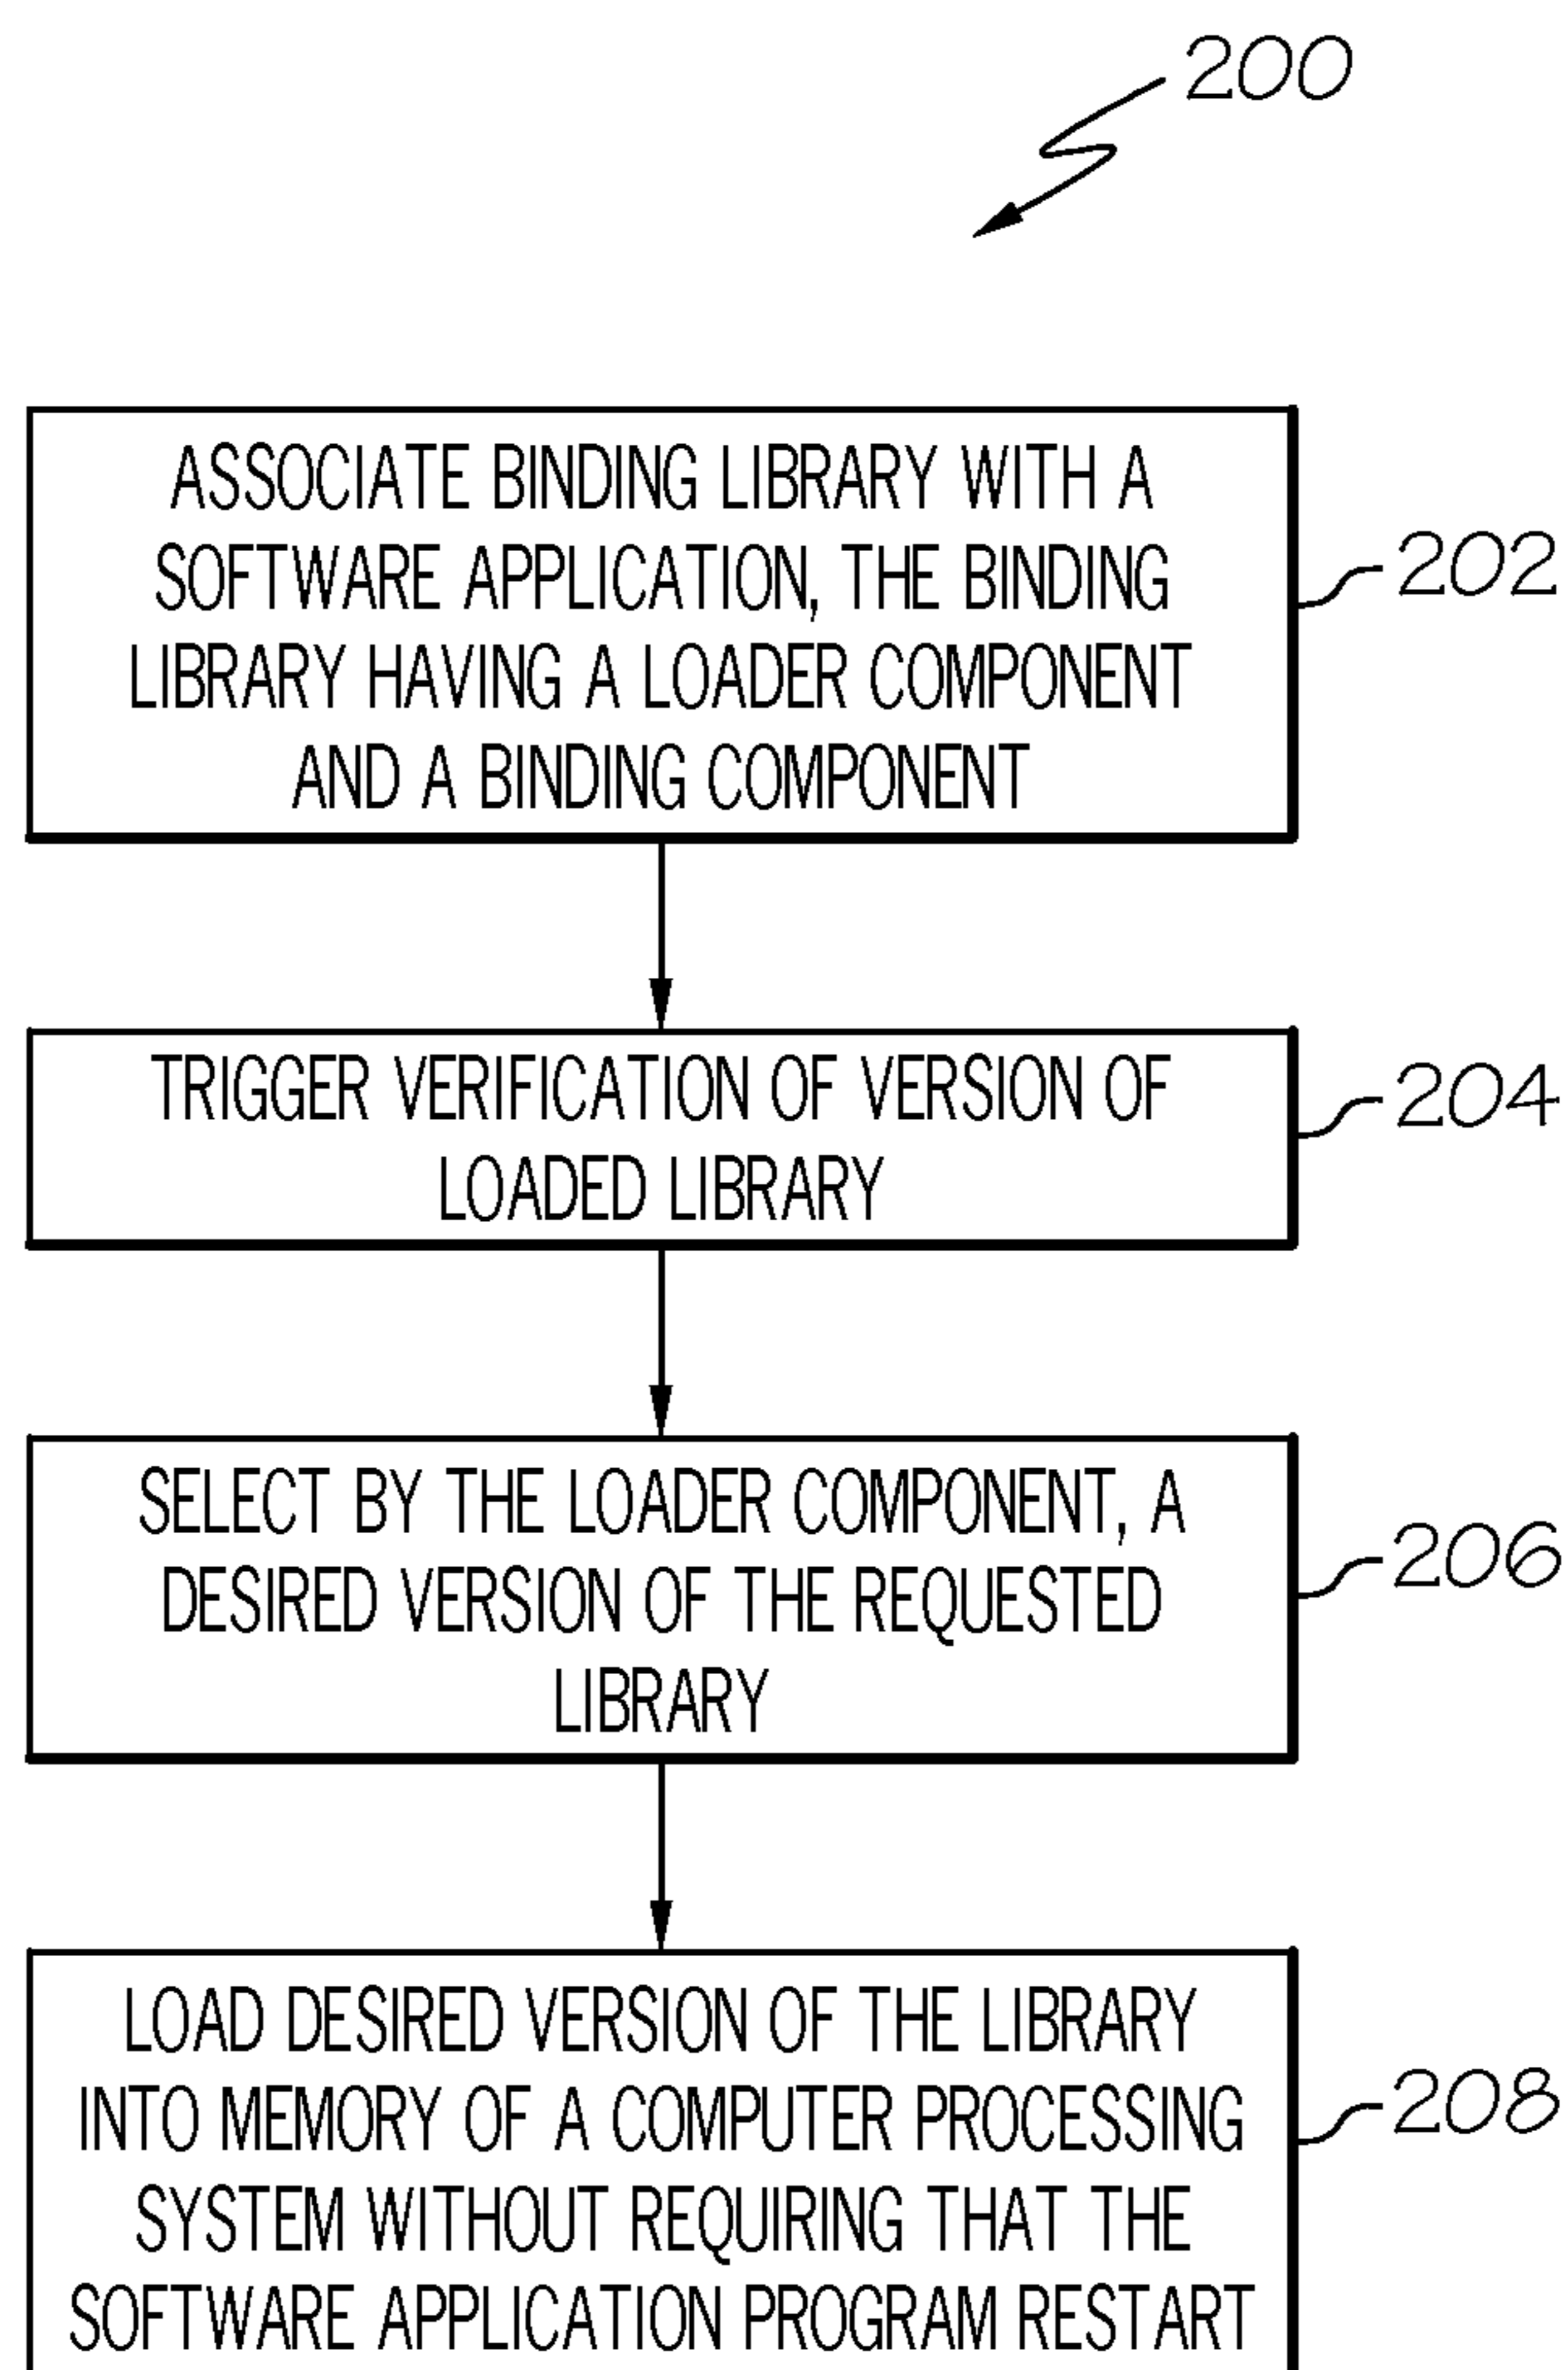 200
ASSOCIATE BINDING LIBRARY WITH A
SOFTWARE APPLICATION, THE BINDING
LIBRARY HAVING A LOADER COMPONENT
AND A BINDING COMPONENT
202
TRIGGER VERIFICATION OF VERSION OF
LOADED LIBRARY
204
SELECT BY THE LOADER COMPONENT, A
DESIRED VERSION OF THE REQUESTED
LIBRARY
206
LOAD DESIRED VERSION OF THE LIBRARY
INTO MEMORY OF A COMPUTER PROCESSING
SYSTEM WITHOUT REQUIRING THAT THE
SOFTWARE APPLICATION PROGRAM RESTART
208